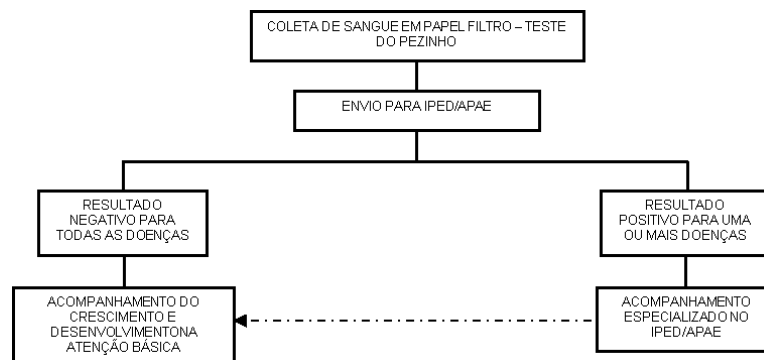 COLETA DE SANGUE EM PAPEL FILTRO – TESTE
DO PEZINHO
ENVIO PARA IPED/APAE
RESULTADO
NEGATIVO PARA
TODAS AS DOENÇAS
RESULTADO
POSITIVO PARA UMA
OU MAIS DOENÇAS
ACOMPANHAMENTO DO
CRESCIMENTO E
DESENVOLVIMENTONA
ATENÇÃO BÁSICA
ACOMPANHAMENTO
ESPECIALIZADO NO
IPED/APAE